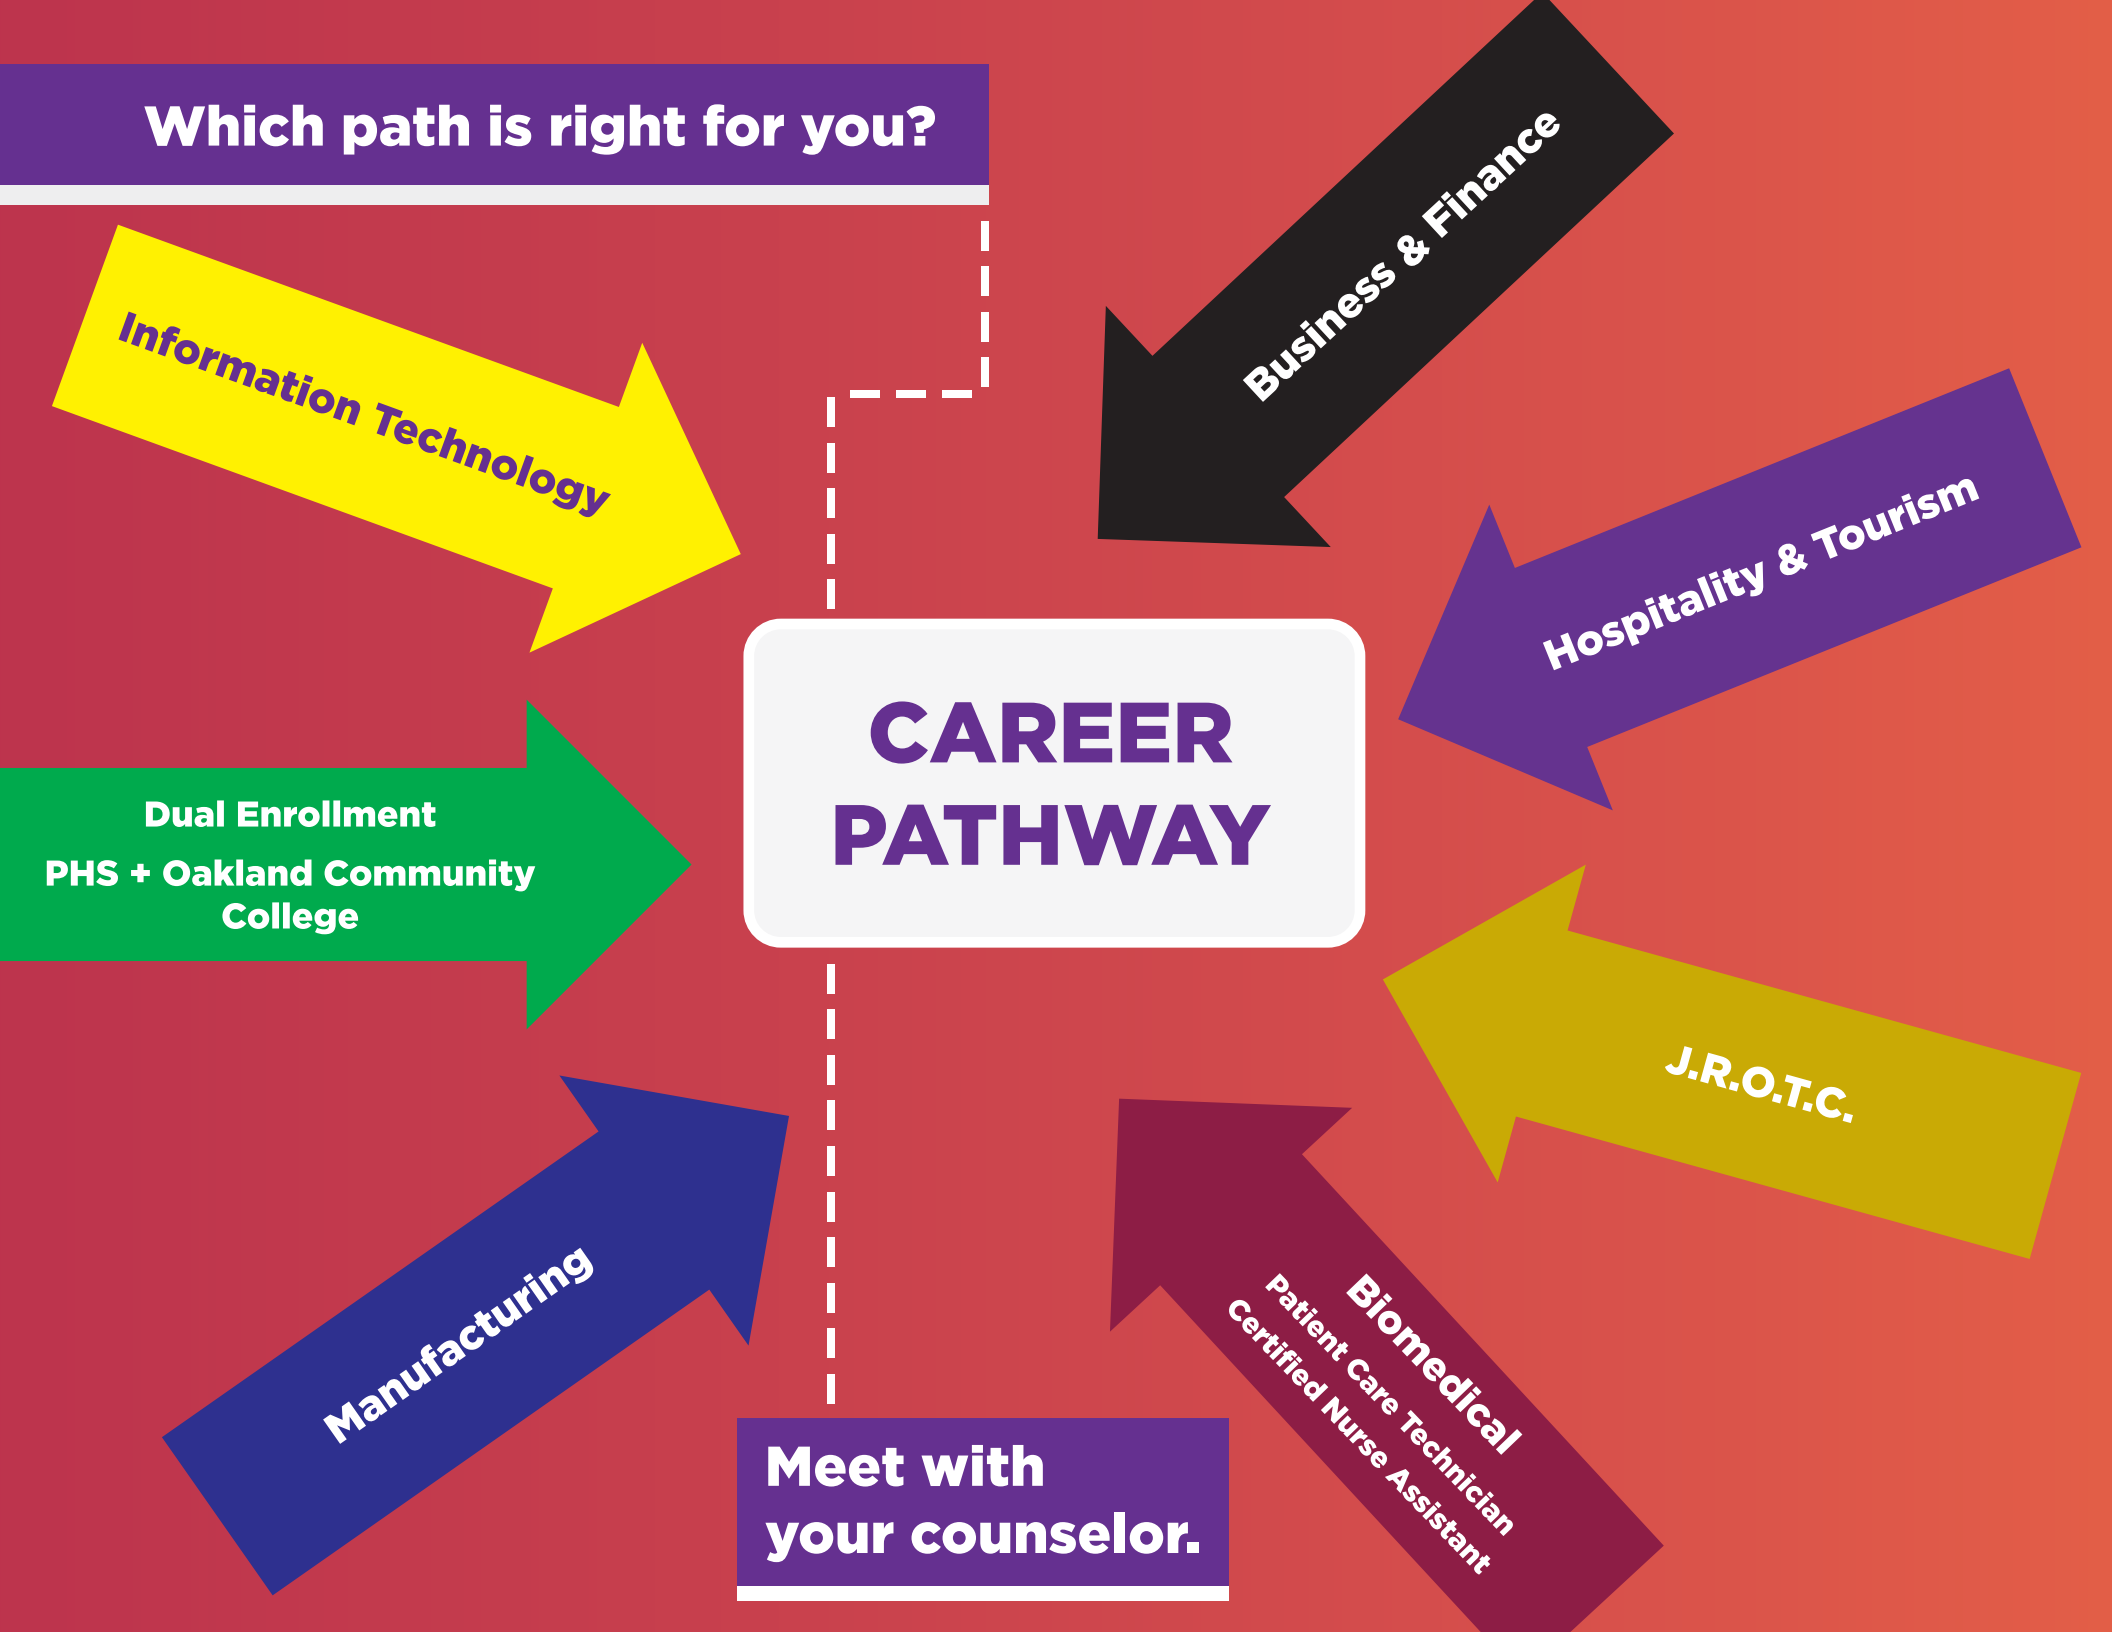 Which path is right for you?
Information Technology
Business & Finance
Hospitality & Tourism
CAREER
PATHWAY
Dual Enrollment
PHS + Oakland Community
College
J.R.O.T.C.
Manufacturing
Biomedical
Patient Care Technician
Certified Nurse Assistant
Meet with
your counselor.